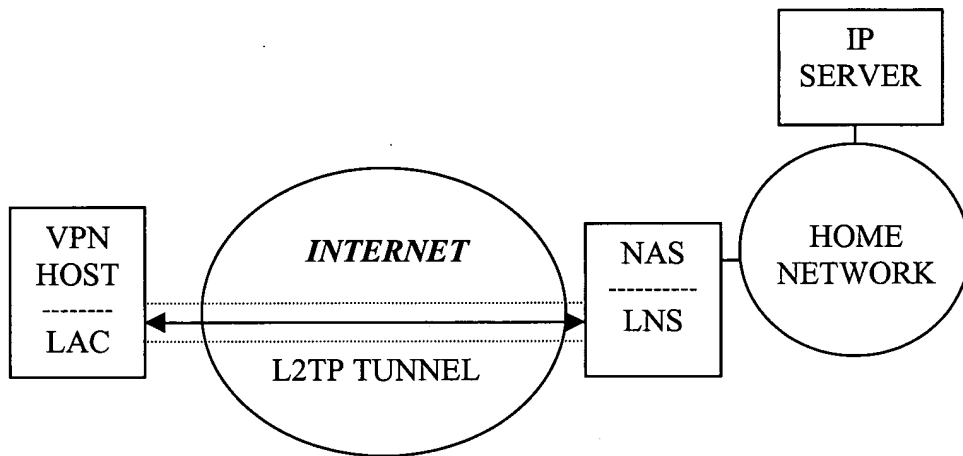 IP
SERVER
VPN
HOST
LAC
INTERNET
L2TP TUNNEL
NAS
LNS
HOME
NETWORK